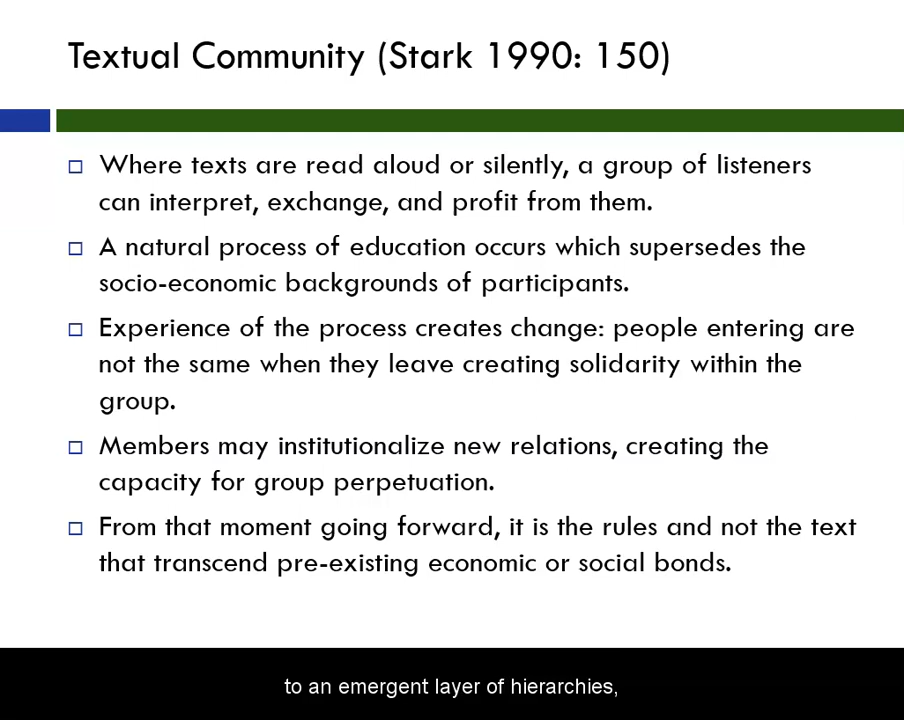 Textual Community (Stark 1990: 150)
Where texts are read aloud or silently, a group of listeners
can interpret, exchange, and profit from them.
A natural process of education occurs which supersedes the
socio-economic backgrounds of participants.
Experience of the process creates change: people entering are
not the same when they leave creating solidarity within the
group.
Members may institutionalize new relations, creating the
capacity for group perpetuation.
From that moment going forward, it is the rules and not the text
that transcend pre-existing economic or social bonds.
to an emergent layer of hierarchies,